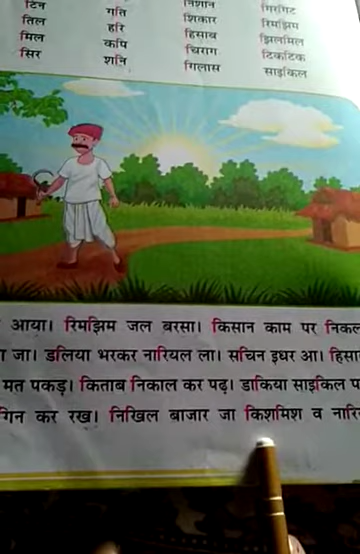 टिन गति निशान गिरगिट
तिल हरि शिकार रिमझिम
मिल कपि हिसाब झिलमिल
सिर शनि चिराग टिकटिक
गिलास साइकिल
आया। रिमझिम जल बरसा। किसान काम पर निकल
जा। डलिया भरकर नारियल ला। सचिन इधर आ। हिसा
मत पकड़। किताब निकाल कर पढ़। डाकिया साइकिल प
गिन कर रख। निखिल बाजार जा किशमिश व नारि